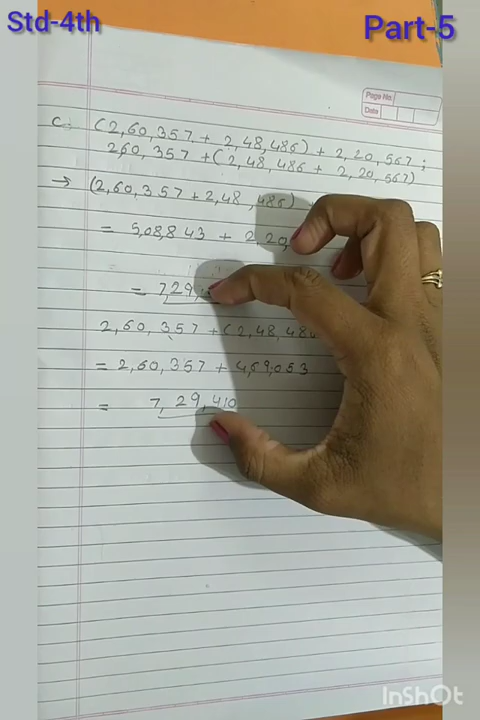 Std-4th
Part-5
Page No
Date
C:- (2,60,357 + 2,48,486) + 2,20,567 ;
2,60,357 + (2,48,486 + 2,20,567)
→ (2,60,357 + 2,48,486)
= 5,08,843 + 2,20,
= 7,29,
2,60,357 + (2,48,486
= 2,60,357 + 4,69,053
= 7,29,410
InShOt